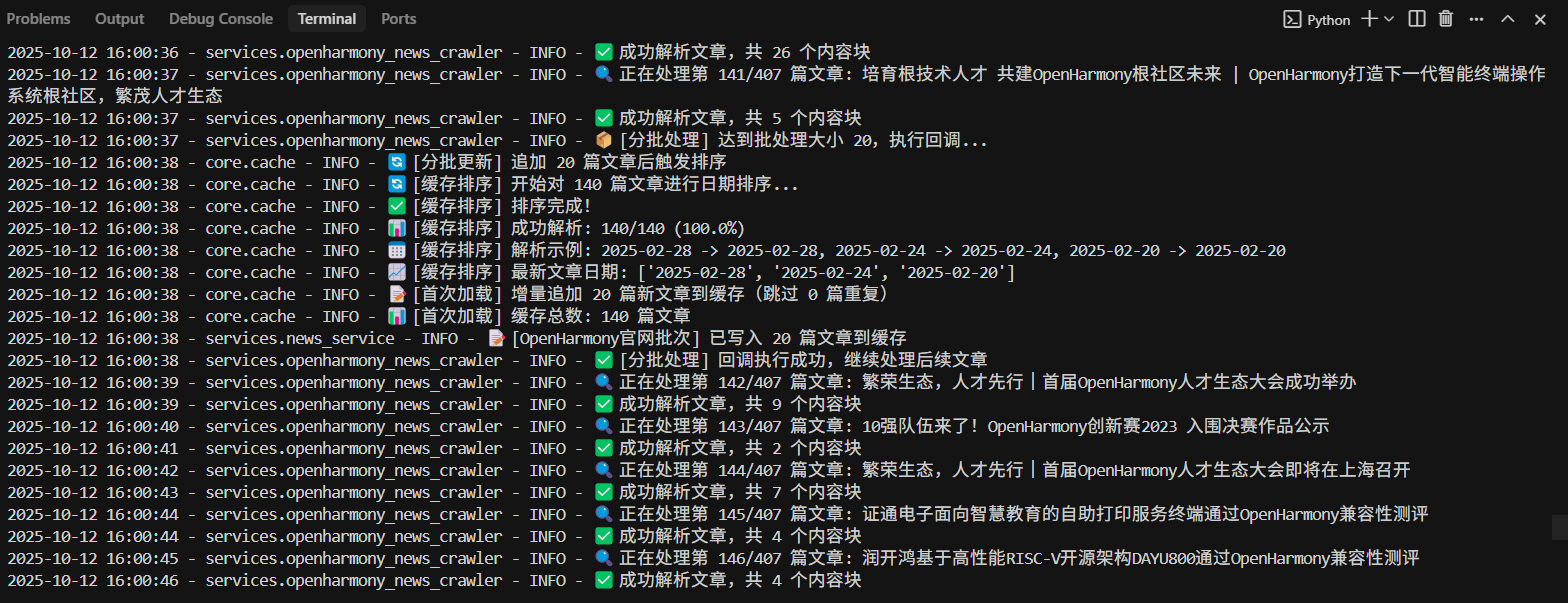 Problems Output Debug Console Terminal Ports Python
2025-10-12 16:00:36 - services.openharmony_news_crawler - INFO - ✅ 成功解析文章，共 26 个内容块
2025-10-12 16:00:37 - services.openharmony_news_crawler - INFO - 🔍 正在处理第 141/407 篇文章: 培育根技术人才 共建OpenHarmony根社区未来 | OpenHarmony打造下一代智能终端操作
系统根社区，繁茂人才生态
2025-10-12 16:00:37 - services.openharmony_news_crawler - INFO - ✅ 成功解析文章，共 5 个内容块
2025-10-12 16:00:37 - services.openharmony_news_crawler - INFO - 📦 [分批处理] 达到批处理大小 20，执行回调...
2025-10-12 16:00:38 - core.cache - INFO - 🔄 [分批更新] 追加 20 篇文章后触发排序
2025-10-12 16:00:38 - core.cache - INFO - 🔄 [缓存排序] 开始对 140 篇文章进行日期排序...
2025-10-12 16:00:38 - core.cache - INFO - ✅ [缓存排序] 排序完成！
2025-10-12 16:00:38 - core.cache - INFO - 📊 [缓存排序] 成功解析: 140/140 (100.0%)
2025-10-12 16:00:38 - core.cache - INFO - 📅 [缓存排序] 解析示例: 2025-02-28 -> 2025-02-28, 2025-02-24 -> 2025-02-24, 2025-02-20 -> 2025-02-20
2025-10-12 16:00:38 - core.cache - INFO - 📈 [缓存排序] 最新文章日期: ['2025-02-28', '2025-02-24', '2025-02-20']
2025-10-12 16:00:38 - core.cache - INFO - 📝 [首次加载] 增量追加 20 篇新文章到缓存（跳过 0 篇重复）
2025-10-12 16:00:38 - core.cache - INFO - 📊 [首次加载] 缓存总数: 140 篇文章
2025-10-12 16:00:38 - services.news_service - INFO - 📝 [OpenHarmony官网批次] 已写入 20 篇文章到缓存
2025-10-12 16:00:38 - services.openharmony_news_crawler - INFO - ✅ [分批处理] 回调执行成功，继续处理后续文章
2025-10-12 16:00:39 - services.openharmony_news_crawler - INFO - 🔍 正在处理第 142/407 篇文章: 繁荣生态，人才先行｜首届OpenHarmony人才生态大会成功举办
2025-10-12 16:00:39 - services.openharmony_news_crawler - INFO - ✅ 成功解析文章，共 9 个内容块
2025-10-12 16:00:40 - services.openharmony_news_crawler - INFO - 🔍 正在处理第 143/407 篇文章: 10强队伍来了！OpenHarmony创新赛2023 入围决赛作品公示
2025-10-12 16:00:41 - services.openharmony_news_crawler - INFO - ✅ 成功解析文章，共 2 个内容块
2025-10-12 16:00:42 - services.openharmony_news_crawler - INFO - 🔍 正在处理第 144/407 篇文章: 繁荣生态，人才先行｜首届OpenHarmony人才生态大会即将在上海召开
2025-10-12 16:00:43 - services.openharmony_news_crawler - INFO - ✅ 成功解析文章，共 7 个内容块
2025-10-12 16:00:44 - services.openharmony_news_crawler - INFO - 🔍 正在处理第 145/407 篇文章: 证通电子面向智慧教育的自助打印服务终端通过OpenHarmony兼容性测评
2025-10-12 16:00:44 - services.openharmony_news_crawler - INFO - ✅ 成功解析文章，共 4 个内容块
2025-10-12 16:00:45 - services.openharmony_news_crawler - INFO - 🔍 正在处理第 146/407 篇文章: 润开鸿基于高性能RISC-V开源架构DAYU800通过OpenHarmony兼容性测评
2025-10-12 16:00:46 - services.openharmony_news_crawler - INFO - ✅ 成功解析文章，共 4 个内容块